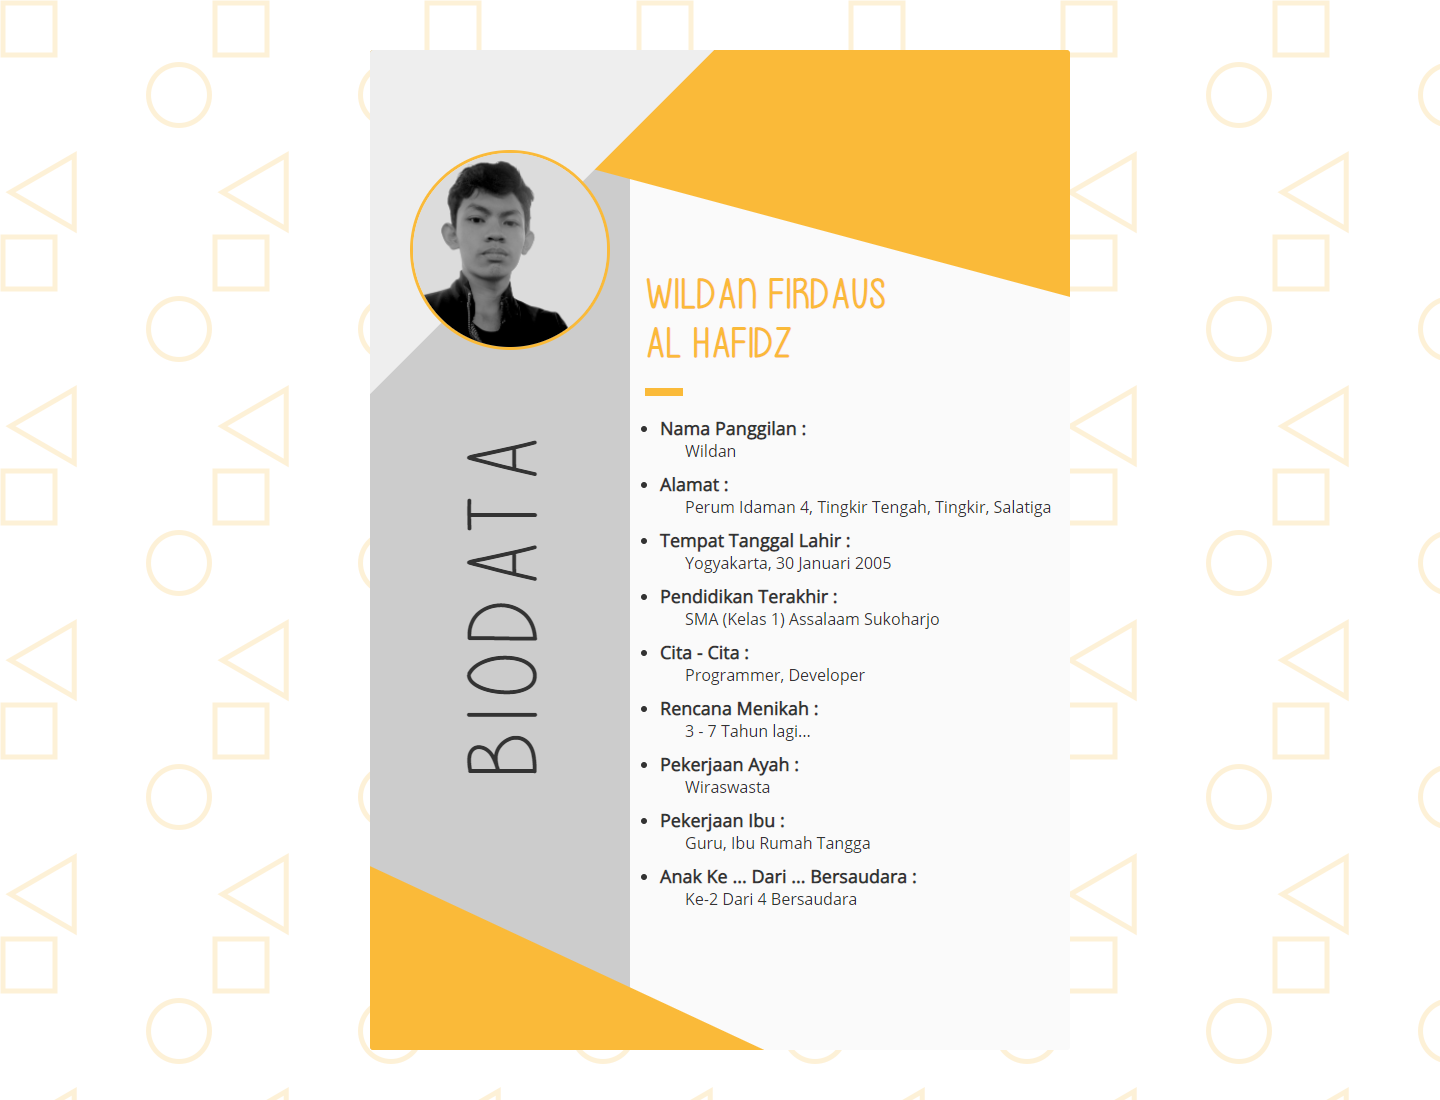 WILDAN FIRDAUS
AL HAFIDZ
BIODATA
Nama Panggilan :
Wildan
Alamat :
Perum Idaman 4, Tingkir Tengah, Tingkir, Salatiga
Tempat Tanggal Lahir :
Yogyakarta, 30 Januari 2005
Pendidikan Terakhir :
SMA (Kelas 1) Assalaam Sukoharjo
Cita - Cita :
Programmer, Developer
Rencana Menikah :
3 - 7 Tahun lagi...
Pekerjaan Ayah :
Wiraswasta
Pekerjaan Ibu :
Guru, Ibu Rumah Tangga
Anak Ke ... Dari ... Bersaudara :
Ke-2 Dari 4 Bersaudara